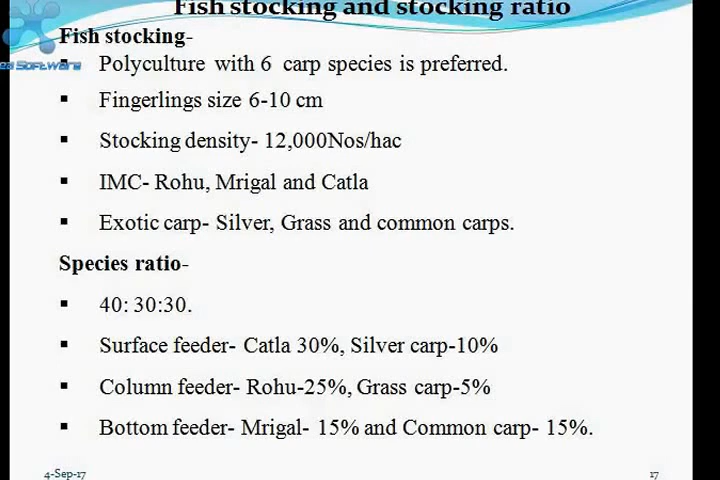 Fish stocking and stocking ratio
Fish stocking-
▪ Polyculture with 6 carp species is preferred.
Software
▪ Fingerlings size 6-10 cm
▪ Stocking density- 12,000Nos/hac
▪ IMC- Rohu, Mrigal and Catla
▪ Exotic carp- Silver, Grass and common carps.
Species ratio-
▪ 40: 30:30.
▪ Surface feeder- Catla 30%, Silver carp-10%
▪ Column feeder- Rohu-25%, Grass carp-5%
▪ Bottom feeder- Mrigal- 15% and Common carp- 15%.
4-Sep-17
17